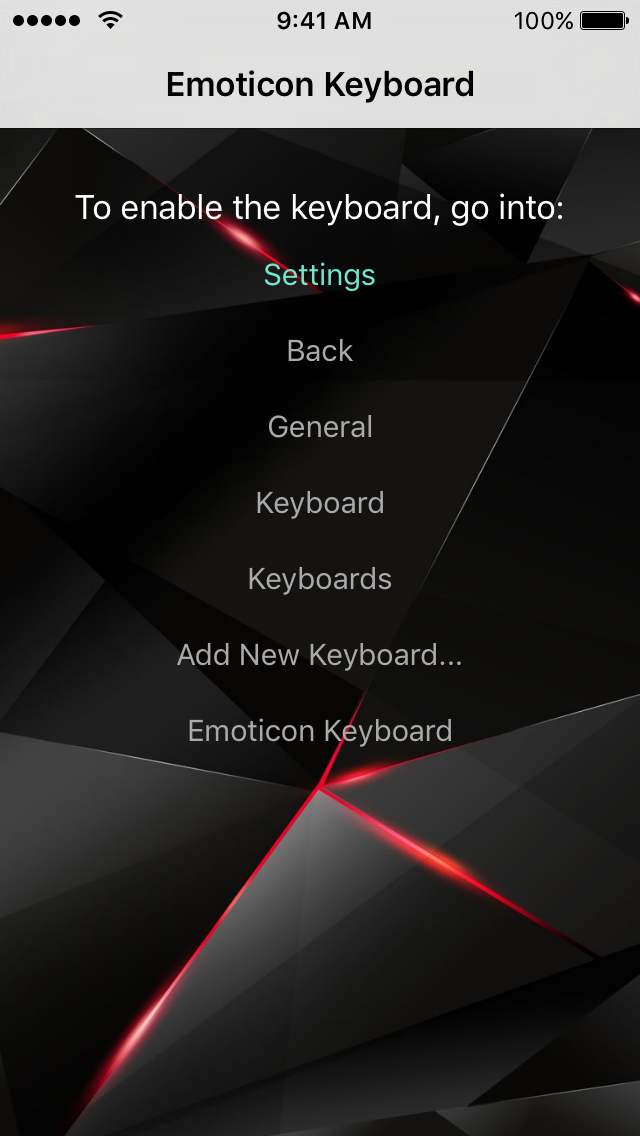 9:41 AM
100%
Emoticon Keyboard
To enable the keyboard, go into:
Settings
Back
General
Keyboard
Keyboards
Add New Keyboard...
Emoticon Keyboard